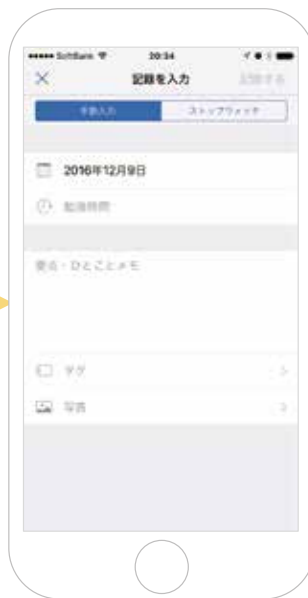 SoftBank 20:34
記録を入力 記録する
手動入力 ストップウォッチ
2016年12月9日
勉強時間
要点・ひとことメモ
タグ
写真